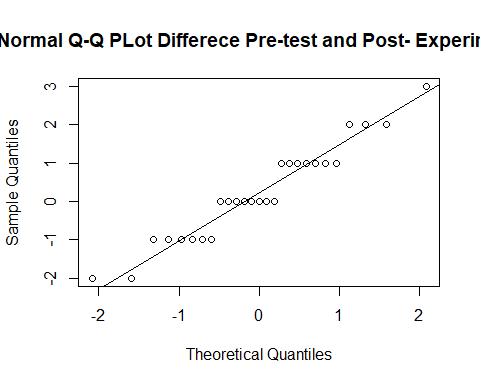 Normal Q-Q PLot Differece Pre-test and Post-
Sample Quantiles
3
2
1
0
-1
-2
-2 -1 0 1 2
Theoretical Quantiles